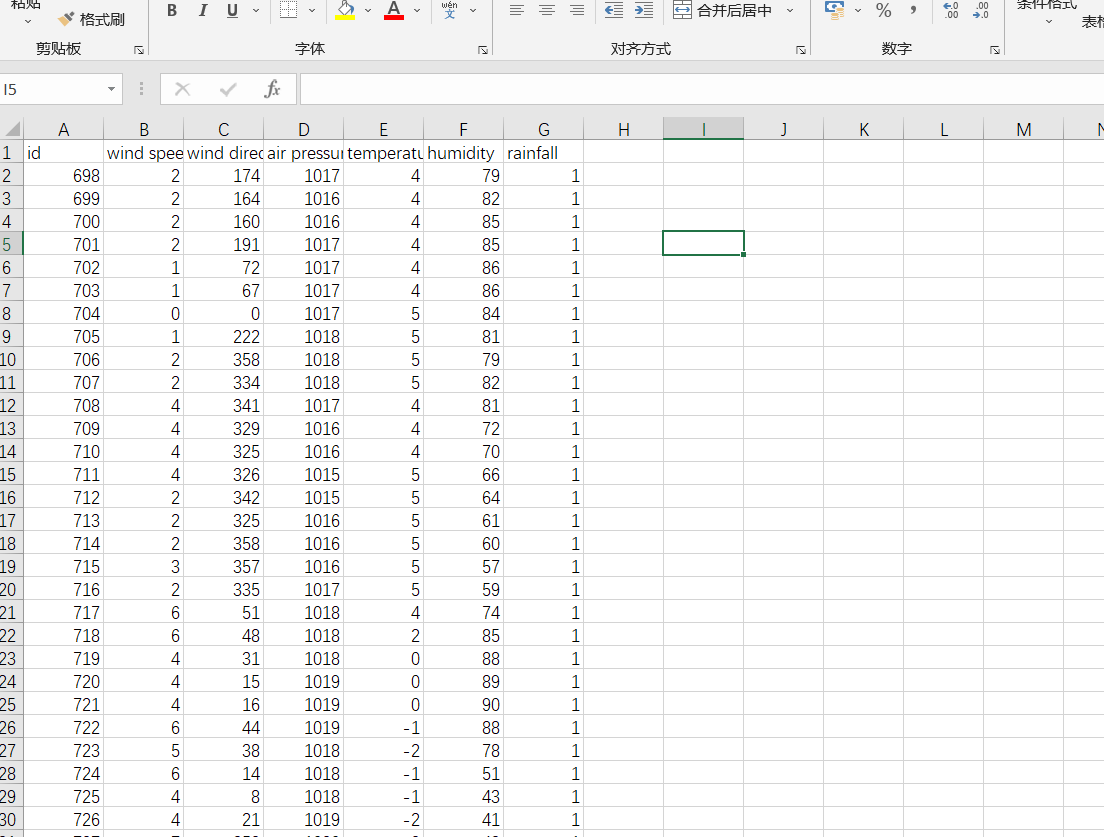 粘贴
格式刷
B I U A wén 文 合并后居中 % , .00 .00 条件格式
剪贴板 字体 对齐方式 数字
I5 fx
A B C D E F G H I J K L M N
1 id wind spee wind direc air pressur temperatu humidity rainfall
2 698 2 174 1017 4 79 1
3 699 2 164 1016 4 82 1
4 700 2 160 1016 4 85 1
5 701 2 191 1017 4 85 1
6 702 1 72 1017 4 86 1
7 703 1 67 1017 4 86 1
8 704 0 0 1017 5 84 1
9 705 1 222 1018 5 81 1
10 706 2 358 1018 5 79 1
11 707 2 334 1018 5 82 1
12 708 4 341 1017 4 81 1
13 709 4 329 1016 4 72 1
14 710 4 325 1016 4 70 1
15 711 4 326 1015 5 66 1
16 712 2 342 1015 5 64 1
17 713 2 325 1016 5 61 1
18 714 2 358 1016 5 60 1
19 715 3 357 1016 5 57 1
20 716 2 335 1017 5 59 1
21 717 6 51 1018 4 74 1
22 718 6 48 1018 2 85 1
23 719 4 31 1018 0 88 1
24 720 4 15 1019 0 89 1
25 721 4 16 1019 0 90 1
26 722 6 44 1019 -1 88 1
27 723 5 38 1018 -2 78 1
28 724 6 14 1018 -1 51 1
29 725 4 8 1018 -1 43 1
30 726 4 21 1019 -2 41 1